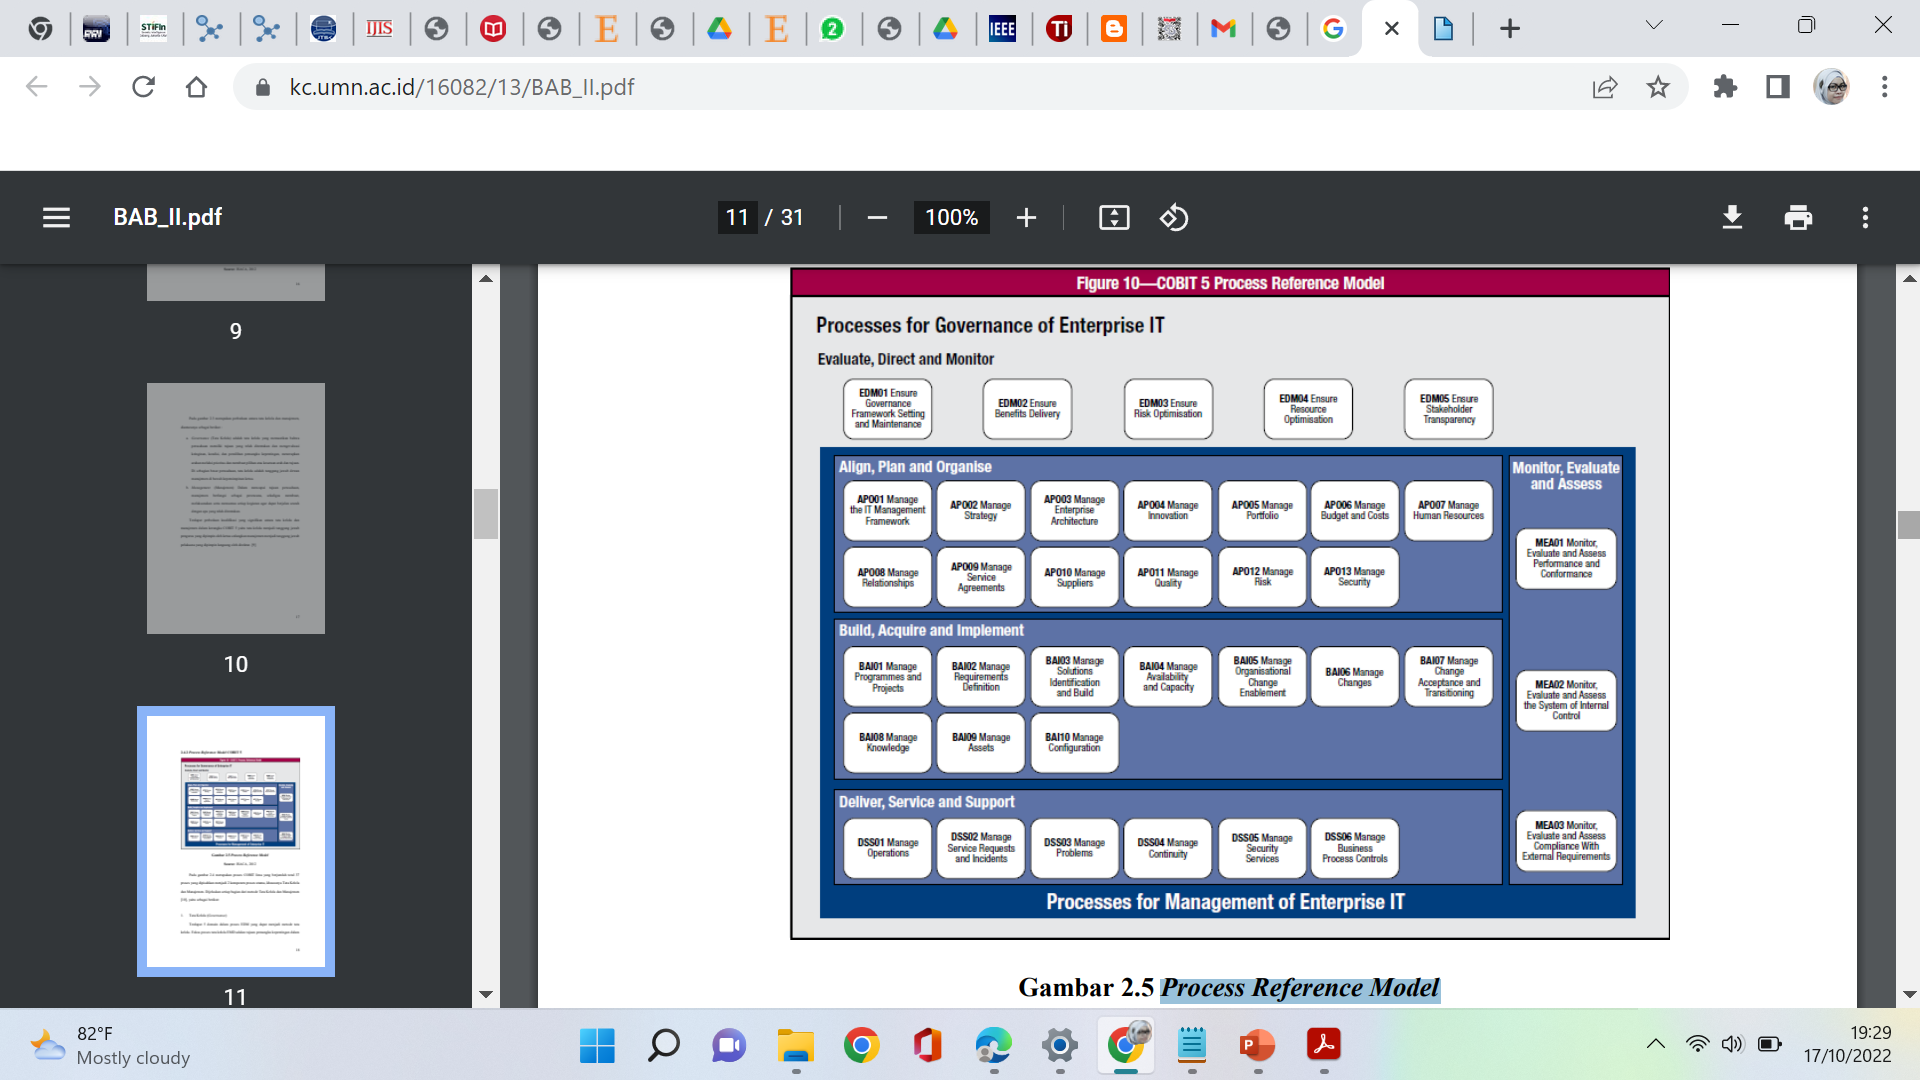 STIFIn
IJIS
E
E
2
IEEE
Ti
kc.umn.ac.id/16082/13/BAB_II.pdf
BAB_II.pdf
11 / 31
100%
9
10
11
Figure 10—COBIT 5 Process Reference Model
Processes for Governance of Enterprise IT
Evaluate, Direct and Monitor
EDM01 Ensure
Governance
Framework Setting
and Maintenance
EDM02 Ensure
Benefits Delivery
EDM03 Ensure
Risk Optimisation
EDM04 Ensure
Resource
Optimisation
EDM05 Ensure
Stakeholder
Transparency
Align, Plan and Organise
APO01 Manage
the IT Management
Framework
APO02 Manage
Strategy
APO03 Manage
Enterprise
Architecture
APO04 Manage
Innovation
APO05 Manage
Portfolio
APO06 Manage
Budget and Costs
APO07 Manage
Human Resources
APO08 Manage
Relationships
APO09 Manage
Service
Agreements
APO10 Manage
Suppliers
APO11 Manage
Quality
APO12 Manage
Risk
APO13 Manage
Security
Build, Acquire and Implement
BAI01 Manage
Programmes and
Projects
BAI02 Manage
Requirements
Definition
BAI03 Manage
Solutions
Identification
and Build
BAI04 Manage
Availability
and Capacity
BAI05 Manage
Organisational
Change
Enablement
BAI06 Manage
Changes
BAI07 Manage
Change
Acceptance and
Transitioning
BAI08 Manage
Knowledge
BAI09 Manage
Assets
BAI10 Manage
Configuration
Deliver, Service and Support
DSS01 Manage
Operations
DSS02 Manage
Service Requests
and Incidents
DSS03 Manage
Problems
DSS04 Manage
Continuity
DSS05 Manage
Security
Services
DSS06 Manage
Business
Process Controls
Monitor, Evaluate
and Assess
MEA01 Monitor,
Evaluate and Assess
Performance and
Conformance
MEA02 Monitor,
Evaluate and Assess
the System of Internal
Control
MEA03 Monitor,
Evaluate and Assess
Compliance With
External Requirements
Processes for Management of Enterprise IT
Gambar 2.5 Process Reference Model
82°F
Mostly cloudy
19:29
17/10/2022